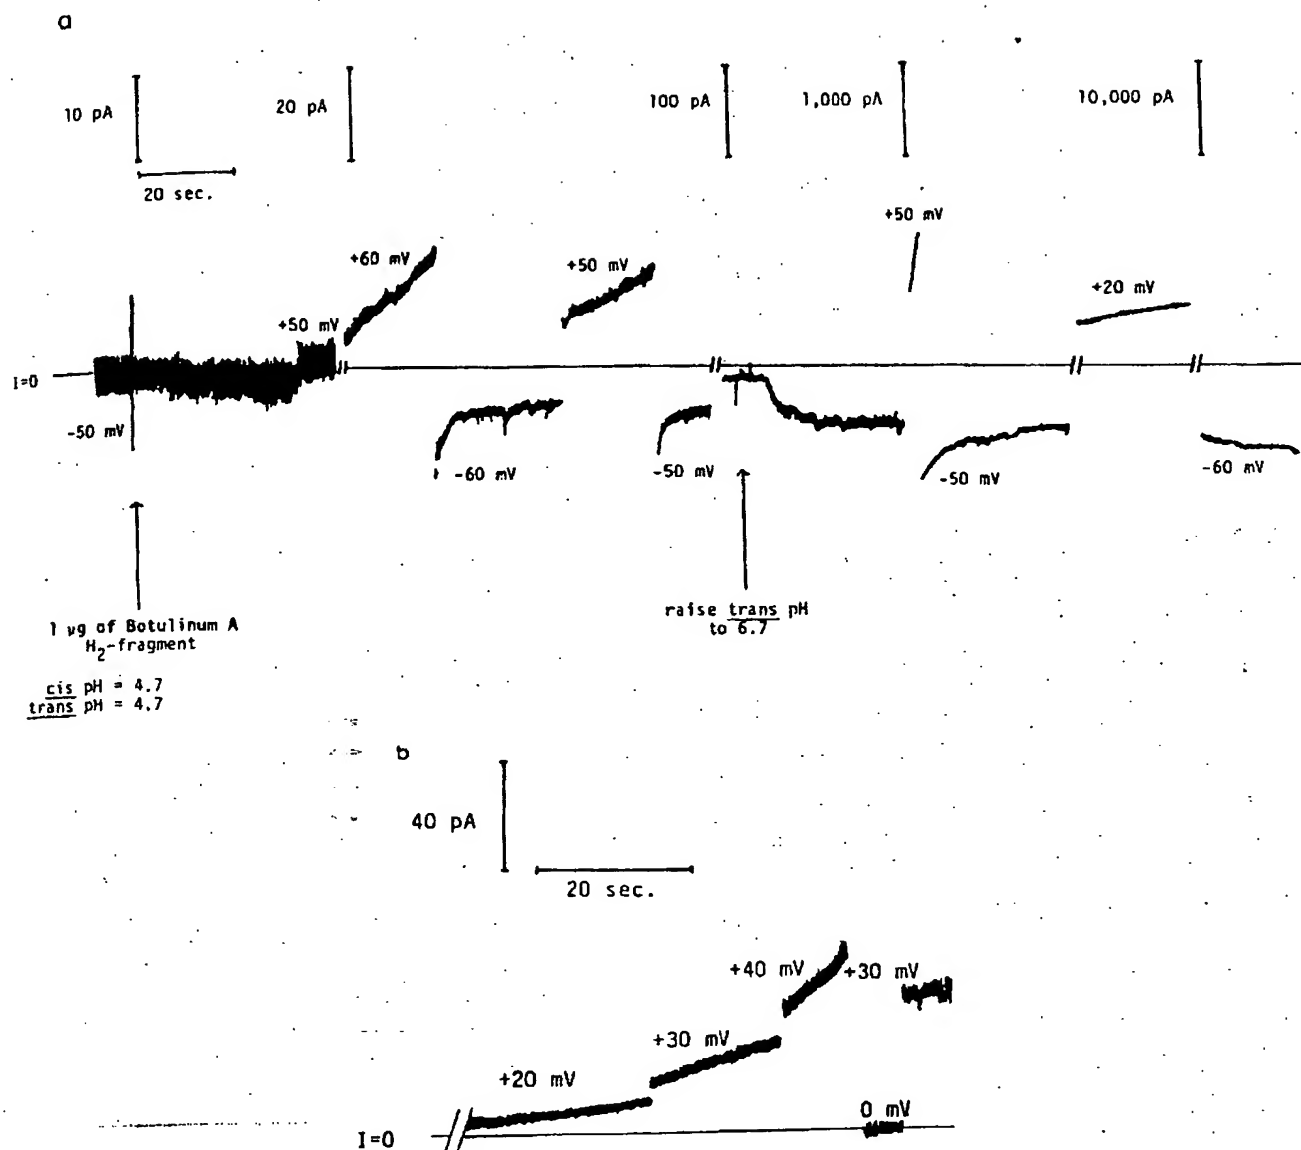 a
10 pA
20 pA
100 pA
1,000 pA
10,000 pA
20 sec.
+50 mV
+60 mV
+50 mV
+20 mV
+50 mV
I=0
-50 mV
-60 mV
-50 mV
-50 mV
-60 mV
1 μg of Botulinum A
H2-fragment
raise trans pH
to 6.7
cis pH = 4.7
trans pH = 4.7
b
40 pA
20 sec.
+40 mV
+30 mV
+30 mV
+20 mV
0 mV
I=0